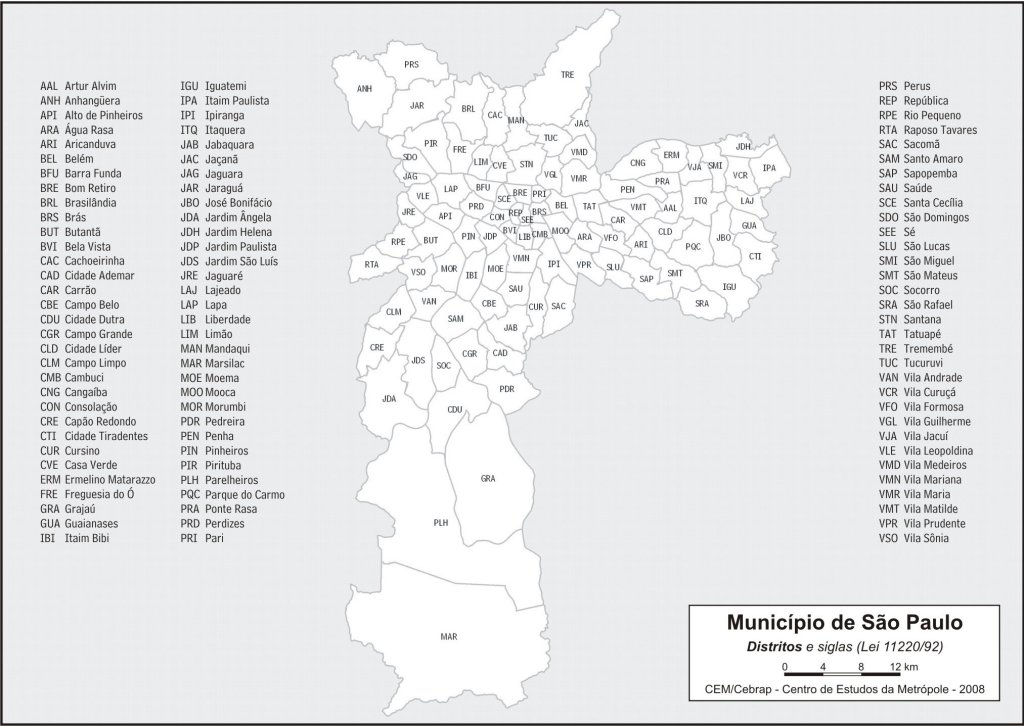 AAL Artur Alvim
ANH Anhangüera
API Alto de Pinheiros
ARA Água Rasa
ARI Aricanduva
BEL Belém
BFU Barra Funda
BRE Bom Retiro
BRL Brasilândia
BRS Brás
BUT Butantã
BVI Bela Vista
CAC Cachoeirinha
CAD Cidade Ademar
CAR Carrão
CBE Campo Belo
CDU Cidade Dutra
CGR Campo Grande
CLD Cidade Líder
CLM Campo Limpo
CMB Cambuci
CNG Cangaíba
CON Consolação
CRE Capão Redondo
CTI Cidade Tiradentes
CUR Cursino
CVE Casa Verde
ERM Ermelino Matarazzo
FRE Freguesia do Ó
GRA Grajaú
GUA Guaianases
IBI Itaim Bibi
IGU Iguatemi
IPA Itaim Paulista
IPI Ipiranga
ITQ Itaquera
JAB Jabaquara
JAC Jaçanã
JAG Jaguara
JAR Jaraguá
JBO José Bonifácio
JDA Jardim Ângela
JDH Jardim Helena
JDP Jardim Paulista
JDS Jardim São Luís
JRE Jaguaré
LAJ Lajeado
LAP Lapa
LIB Liberdade
LIM Limão
MAN Mandaqui
MAR Marsilac
MOE Moema
MOO Mooca
MOR Morumbi
PDR Pedreira
PEN Penha
PIN Pinheiros
PIR Pirituba
PLH Parelheiros
PQC Parque do Carmo
PRA Ponte Rasa
PRD Perdizes
PRI Pari
PRS
TRE
ANH
JAR
BRL
CAC
MAN
JAC
TUC
PIR
FRE
VMD
SDO
LIM
CVE
STN
VGL
VMR
JAG
CNG
ERM
VJA
SMI
JDH
VCR
IPA
PRA
PEN
VLE
LAP
BFU
SCE
BRE
PRI
PRD
CON
REP
SEE
BRS
BEL
TAT
VMT
AAL
ITQ
LAJ
JRE
API
CAR
GUA
RPE
BUT
PIN
JDP
BVI
LIB
CMB
MOO
ARA
VFO
ARI
CLD
PQC
JBO
CTI
RTA
VSO
MOR
IBI
MOE
VMN
IPI
VPR
SLU
SAP
SMT
IGU
SRA
SAU
VAN
CBE
CUR
SAC
CLM
SAM
JAB
CRE
JDS
SOC
CGR
CAD
JDA
PDR
CDU
GRA
PLH
MAR
PRS Perus
REP República
RPE Rio Pequeno
RTA Raposo Tavares
SAC Sacomã
SAM Santo Amaro
SAP Sapopemba
SAU Saúde
SCE Santa Cecília
SDO São Domingos
SEE Sé
SLU São Lucas
SMI São Miguel
SMT São Mateus
SOC Socorro
SRA São Rafael
STN Santana
TAT Tatuapé
TRE Tremembé
TUC Tucuruvi
VAN Vila Andrade
VCR Vila Curuçá
VFO Vila Formosa
VGL Vila Guilherme
VJA Vila Jacuí
VLE Vila Leopoldina
VMD Vila Medeiros
VMN Vila Mariana
VMR Vila Maria
VMT Vila Matilde
VPR Vila Prudente
VSO Vila Sônia
Município de São Paulo
Distritos e siglas (Lei 11220/92)
0 4 8 12 km
CEM/Cebrap - Centro de Estudos da Metrópole - 2008